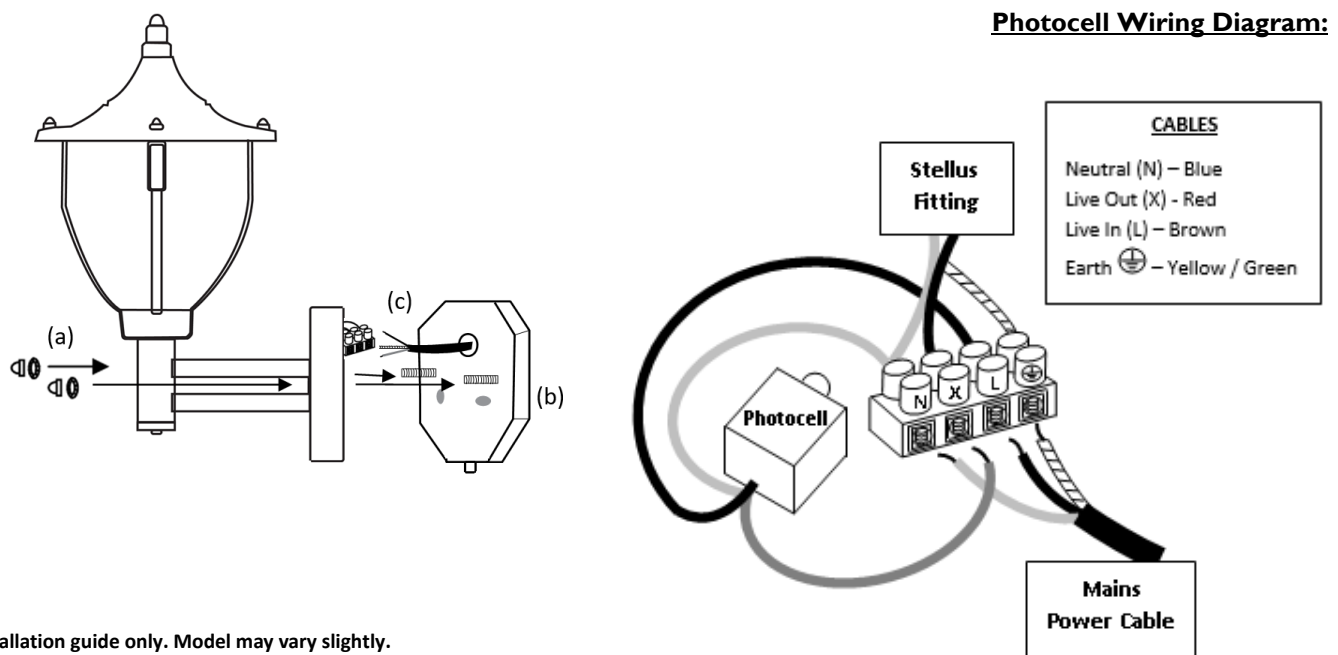 Photocell Wiring Diagram:
CABLES
Neutral (N) – Blue
Live Out (X) - Red
Live In (L) – Brown
Earth – Yellow / Green
Stellus
Fitting
(a)
(c)
(b)
Photocell
N
X
L
Mains
Power Cable
allation guide only. Model may vary slightly.